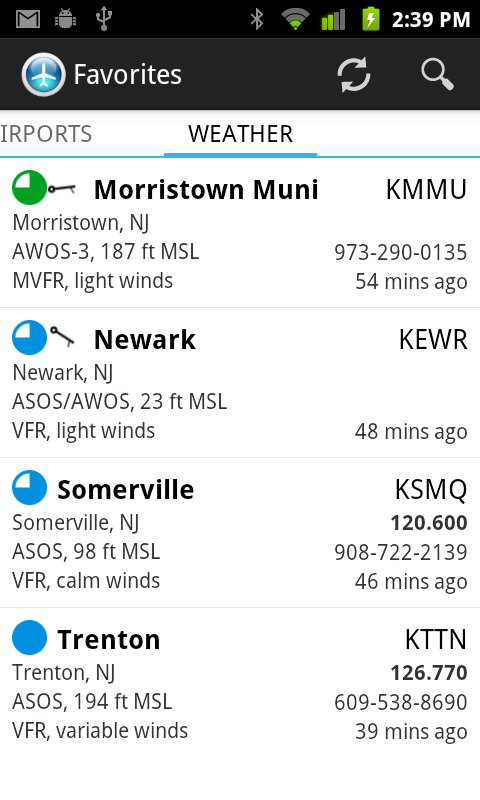 2:39 PM
Favorites
IRPORTS WEATHER
Morristown Muni KMMU
Morristown, NJ
AWOS-3, 187 ft MSL 973-290-0135
MVFR, light winds 54 mins ago
Newark KEWR
Newark, NJ
ASOS/AWOS, 23 ft MSL
VFR, light winds 48 mins ago
Somerville KSMQ
Somerville, NJ 120.600
ASOS, 98 ft MSL 908-722-2139
VFR, calm winds 46 mins ago
Trenton KTTN
Trenton, NJ 126.770
ASOS, 194 ft MSL 609-538-8690
VFR, variable winds 39 mins ago